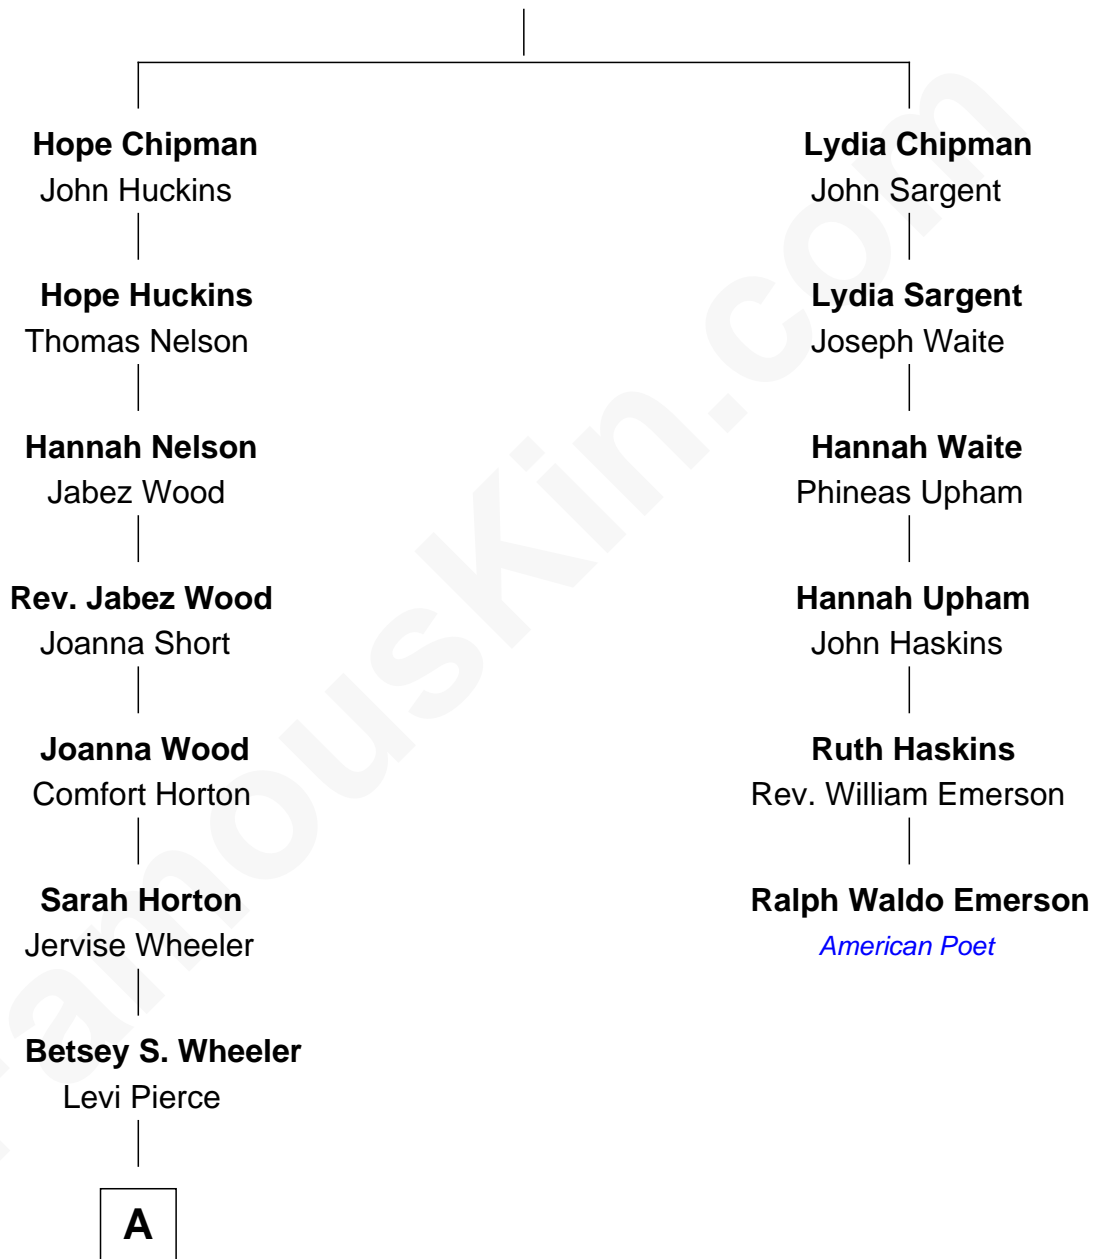 Hope Chipman
John Huckins
Lydia Chipman
John Sargent
Hope Huckins
Thomas Nelson
Lydia Sargent
Joseph Waite
Hannah Nelson
Jabez Wood
Hannah Waite
Phineas Upham
Rev. Jabez Wood
Joanna Short
Hannah Upham
John Haskins
Joanna Wood
Comfort Horton
Ruth Haskins
Rev. William Emerson
Sarah Horton
Jervise Wheeler
Ralph Waldo Emerson
American Poet
Betsey S. Wheeler
Levi Pierce
A
FamousKin.com